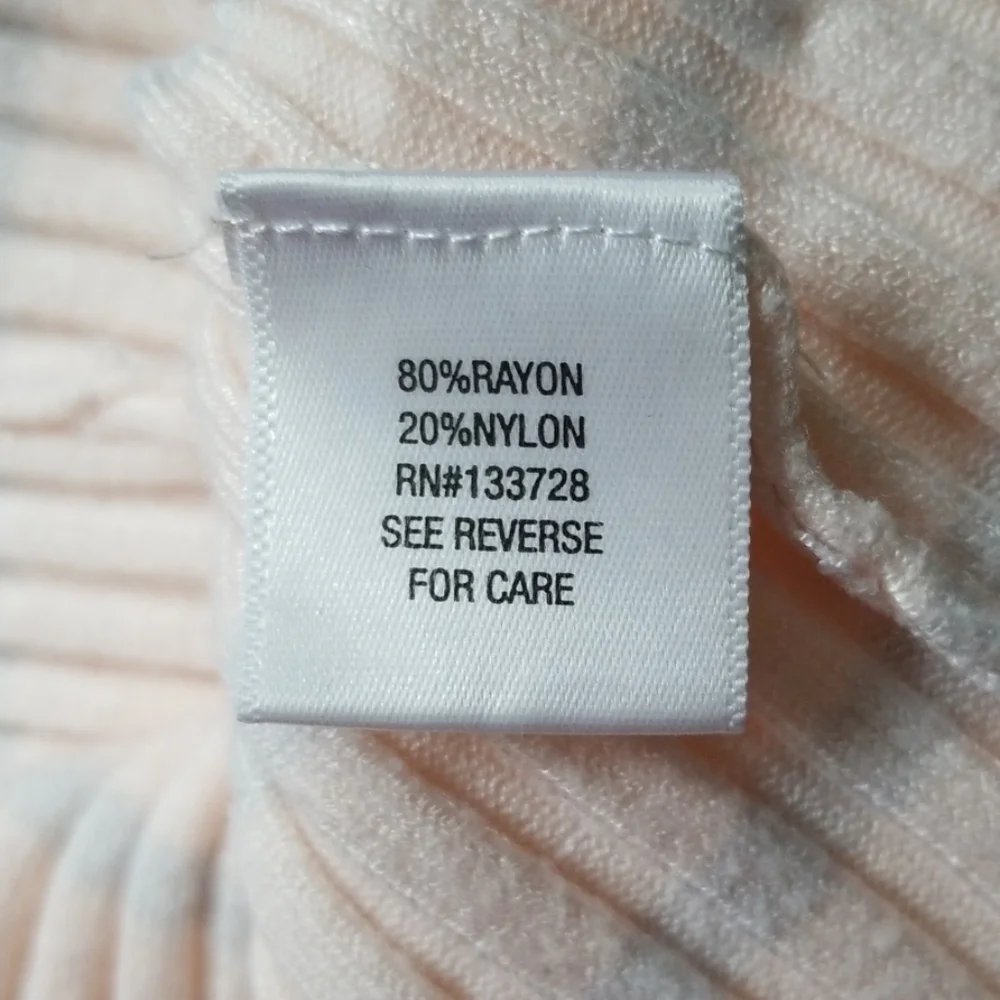 80%RAYON
20%NYLON
RN#133728
SEE REVERSE
FOR CARE